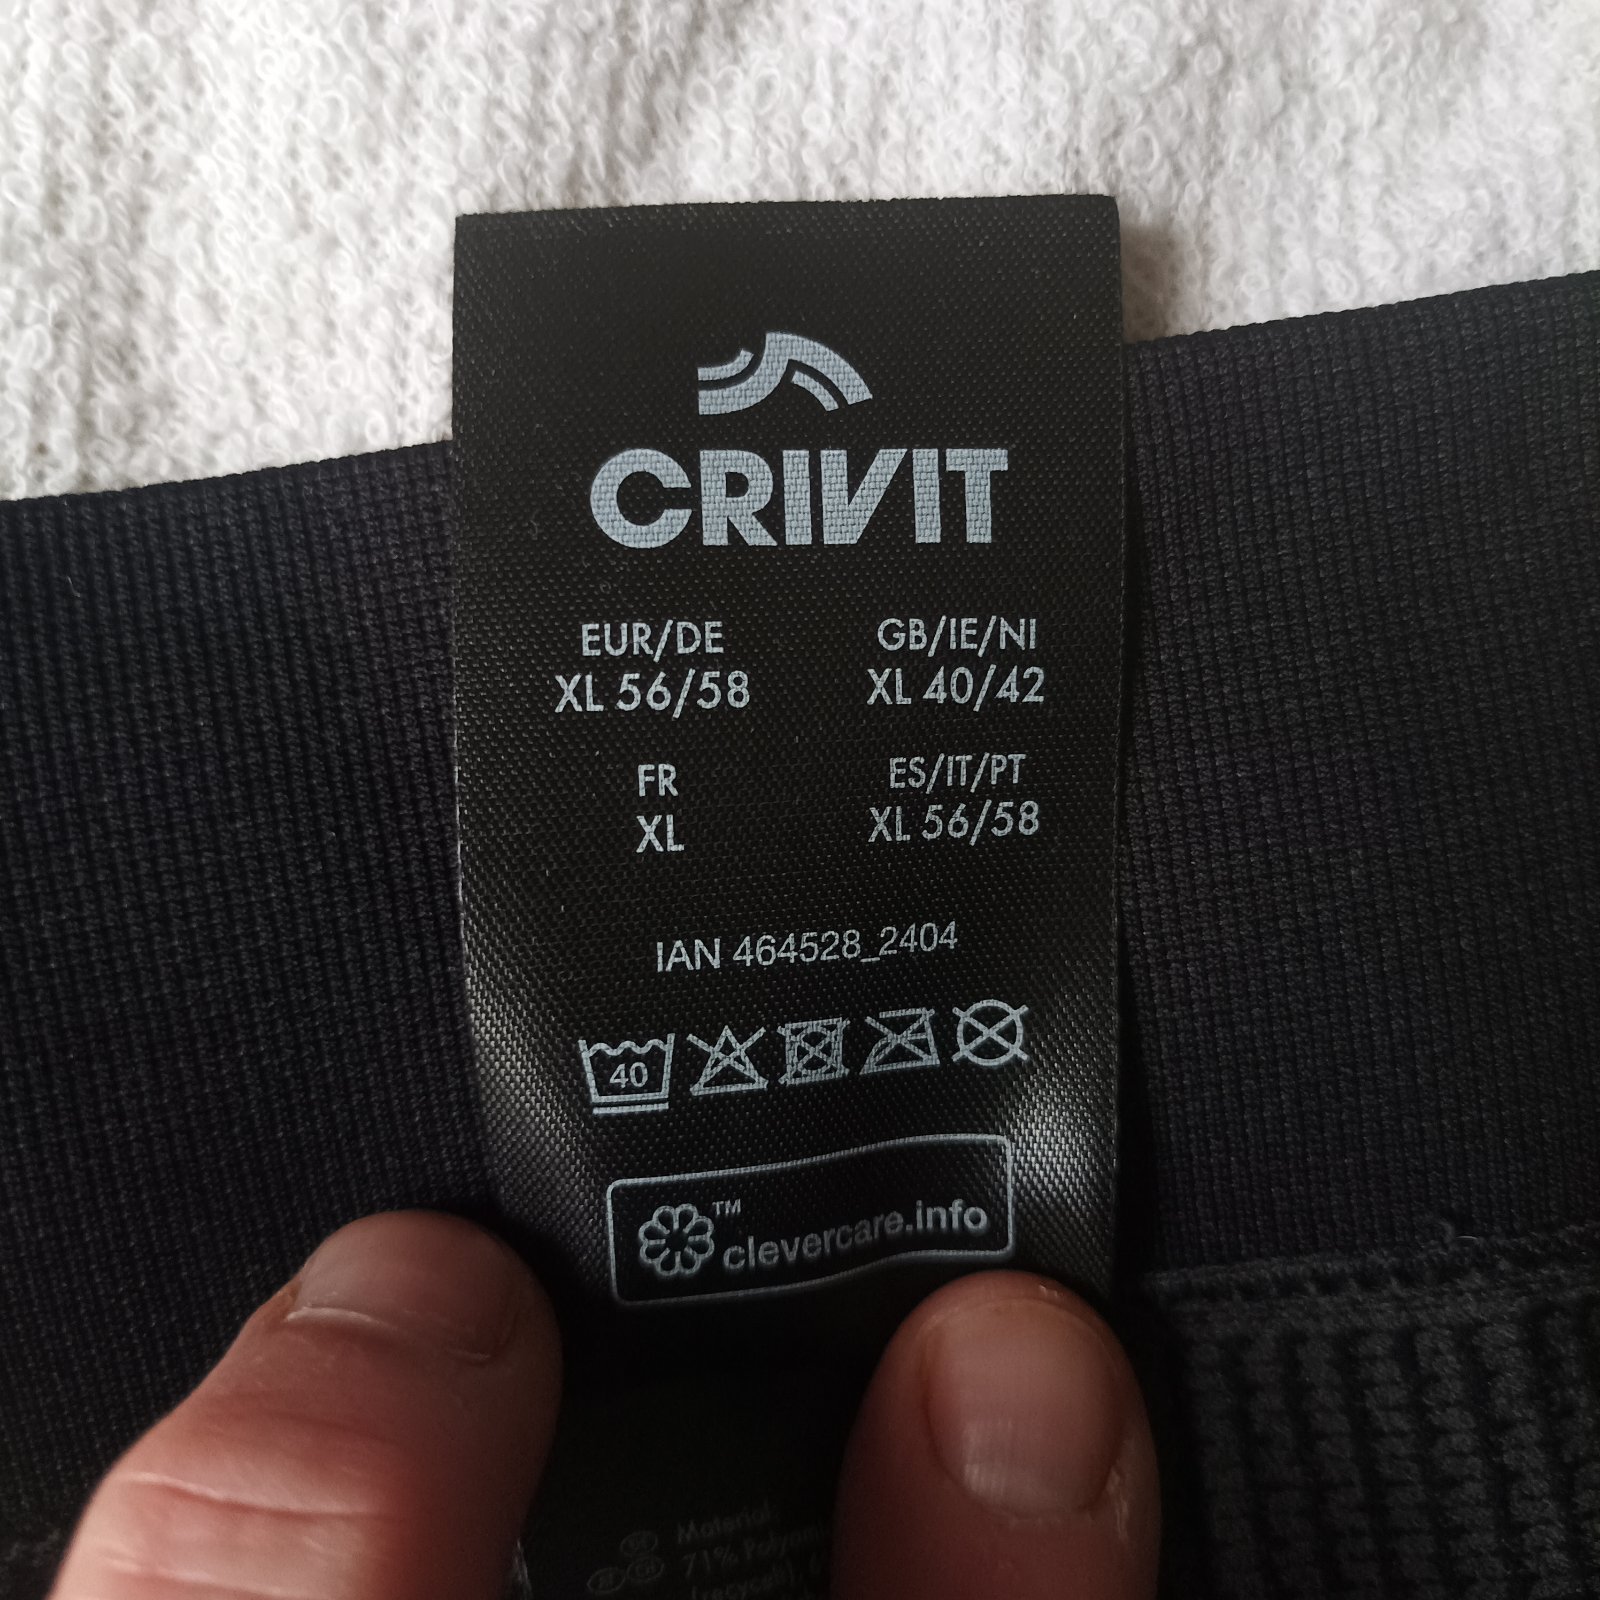 CRIVIT
EUR/DE GB/IE/NI
XL 56/58 XL 40/42
FR ES/IT/PT
XL XL 56/58
IAN 464528_2404
40
™ clevercare.info
Material:
71%